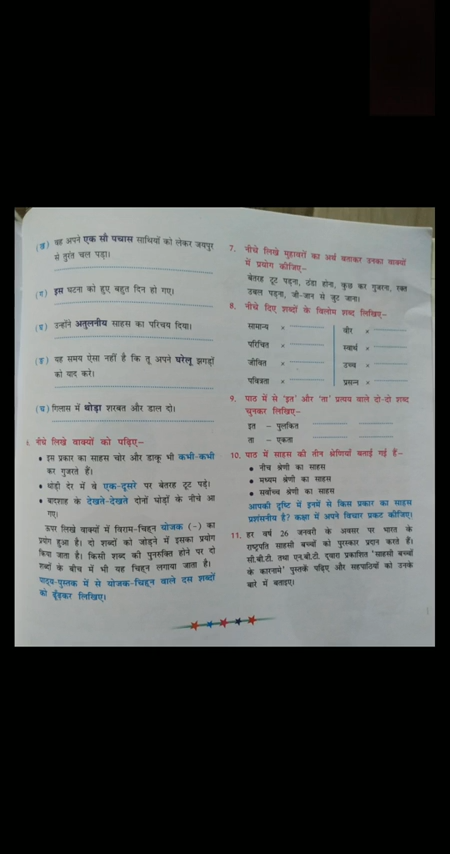 (ख) वह अपने एक सौ पचास साथियों को लेकर जयपुर
से तुरंत चल पड़ा।
(ग) इस घटना को हुए बहुत दिन हो गए।
(घ) उन्होंने अतुलनीय साहस का परिचय दिया।
(ङ) यह समय ऐसा नहीं है कि तू अपने घरेलू झगड़ों
को याद करे।
(च) गिलास में थोड़ा शरबत और डाल दो।
नीचे लिखे वाक्यों को पढ़िए–
• इस प्रकार का साहस चोर और डाकू भी कभी-कभी
कर गुजरते हैं।
• थोड़ी देर में वे एक-दूसरे पर बेतरह टूट पड़े।
• बादशाह के देखते-देखते दोनों घोड़ों के नीचे आ
गए।
ऊपर लिखे वाक्यों में विराम-चिह्न योजक (-) का
प्रयोग हुआ है। दो शब्दों को जोड़ने में इसका प्रयोग
किया जाता है। किसी शब्द की पुनरुक्ति होने पर दो
शब्दों के बीच में भी यह चिह्न लगाया जाता है।
पाठ्य-पुस्तक में से योजक-चिह्न वाले दस शब्दों
को ढूँढ़कर लिखिए।
7. नीचे लिखे मुहावरों का अर्थ बताकर उनका वाक्यों
में प्रयोग कीजिए–
बेतरह टूट पड़ना, ठंडा होना, कुछ कर गुजरना, रक्त
उबल पड़ना, जी-जान से जुट जाना।
8. नीचे दिए शब्दों के विलोम शब्द लिखिए–
सामान्य × वीर ×
परिचित × स्वार्थ ×
जीवित × उच्च ×
पवित्रता × प्रसन्न ×
9. पाठ में से 'इत' और 'ता' प्रत्यय वाले दो-दो शब्द
चुनकर लिखिए–
इत – पुलकित
ता – एकता
10. पाठ में साहस की तीन श्रेणियाँ बताई गई हैं–
• नीच श्रेणी का साहस
• मध्यम श्रेणी का साहस
• सर्वोच्च श्रेणी का साहस
आपकी दृष्टि में इनमें से किस प्रकार का साहस
प्रशंसनीय है? कक्षा में अपने विचार प्रकट कीजिए।
11. हर वर्ष 26 जनवरी के अवसर पर भारत के
राष्ट्रपति साहसी बच्चों को पुरस्कार प्रदान करते हैं।
सी.बी.टी. तथा एन.बी.टी. द्वारा प्रकाशित 'साहसी बच्चों
के कारनामे' पुस्तकें पढ़िए और सहपाठियों को उनके
बारे में बताइए।